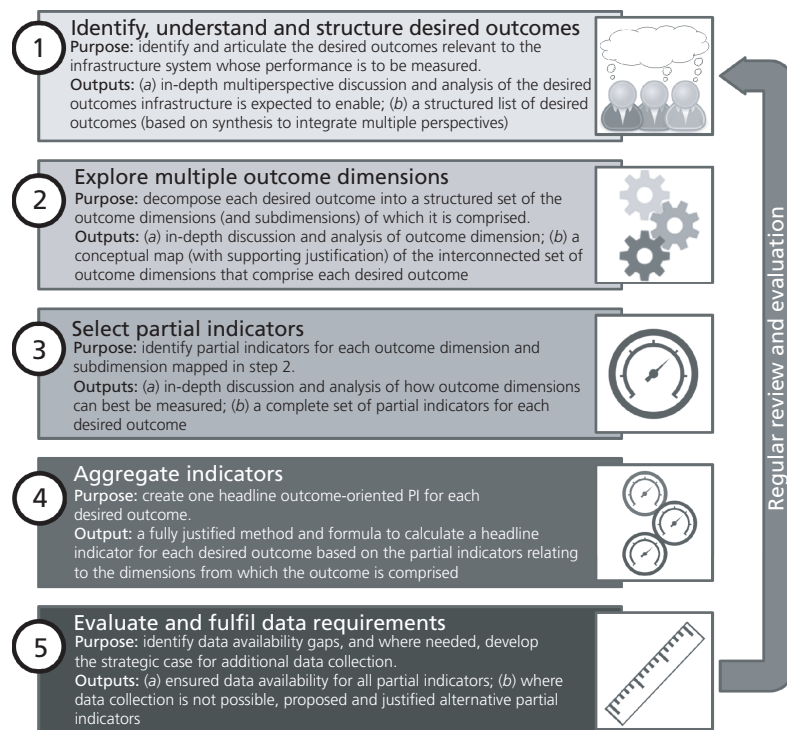 1
Identify, understand and structure desired outcomes
Purpose: identify and articulate the desired outcomes relevant to the
infrastructure system whose performance is to be measured.
Outputs: (a) in-depth multiperspective discussion and analysis of the desired
outcomes infrastructure is expected to enable; (b) a structured list of desired
outcomes (based on synthesis to integrate multiple perspectives)
2
Explore multiple outcome dimensions
Purpose: decompose each desired outcome into a structured set of the
outcome dimensions (and subdimensions) of which it is comprised.
Outputs: (a) in-depth discussion and analysis of outcome dimension; (b) a
conceptual map (with supporting justification) of the interconnected set of
outcome dimensions that comprise each desired outcome
3
Select partial indicators
Purpose: identify partial indicators for each outcome dimension and
subdimension mapped in step 2.
Outputs: (a) in-depth discussion and analysis of how outcome dimensions
can best be measured; (b) a complete set of partial indicators for each
desired outcome
4
Aggregate indicators
Purpose: create one headline outcome-oriented PI for each
desired outcome.
Output: a fully justified method and formula to calculate a headline
indicator for each desired outcome based on the partial indicators relating
to the dimensions from which the outcome is comprised
5
Evaluate and fulfil data requirements
Purpose: identify data availability gaps, and where needed, develop
the strategic case for additional data collection.
Outputs: (a) ensured data availability for all partial indicators; (b) where
data collection is not possible, proposed and justified alternative partial
indicators
Regular review and evaluation